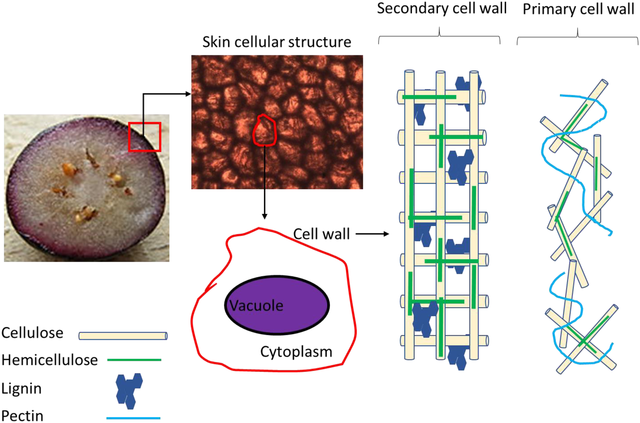 Secondary cell wall
Primary cell wall
Skin cellular structure
Cell wall
Vacuole
Cytoplasm
Cellulose
Hemicellulose
Lignin
Pectin